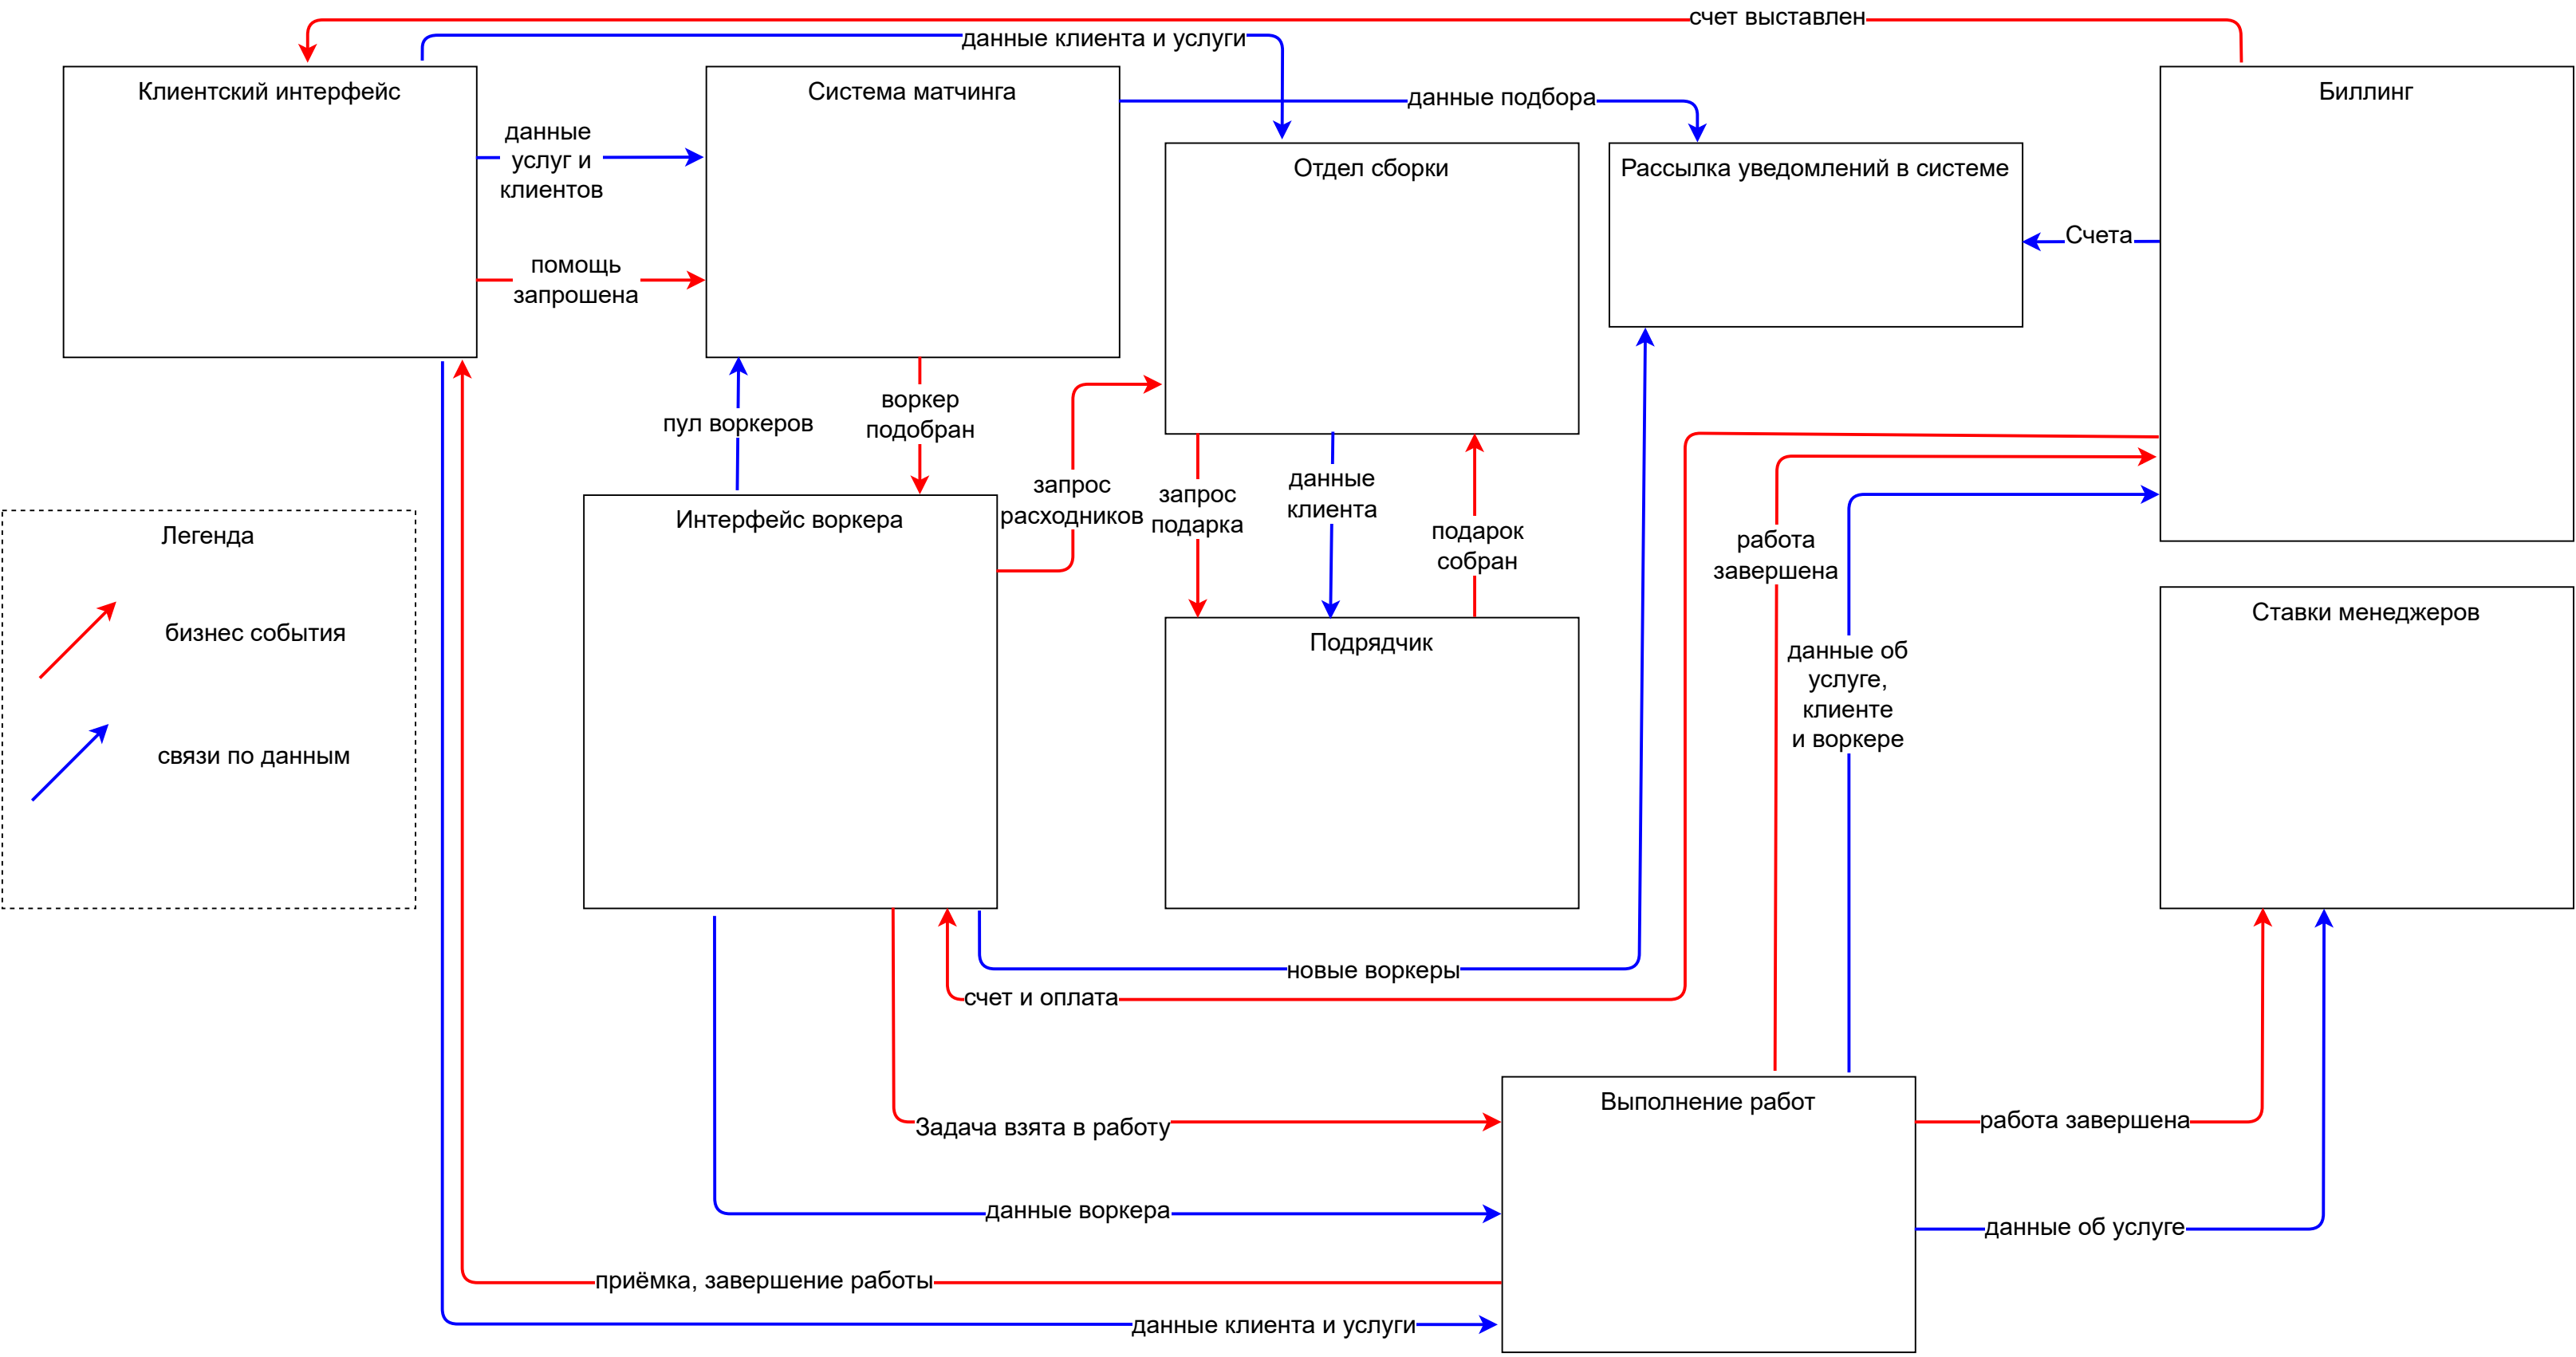 счет выставлен
данные клиента и услуги
Клиентский интерфейс
Система матчинга
Биллинг
данные подбора
данные
услуг и
клиентов
Отдел сборки
Рассылка уведомлений в системе
Счета
помощь
запрошена
пул воркеров
воркер
подобран
запрос
расходников
запрос
подарка
данные
клиента
подарок
собран
Интерфейс воркера
Легенда
бизнес события
связи по данным
работа
завершена
Подрядчик
Ставки менеджеров
данные об
услуге,
клиенте
и воркере
новые воркеры
счет и оплата
Выполнение работ
Задача взята в работу
работа завершена
данные воркера
данные об услуге
приёмка, завершение работы
данные клиента и услуги